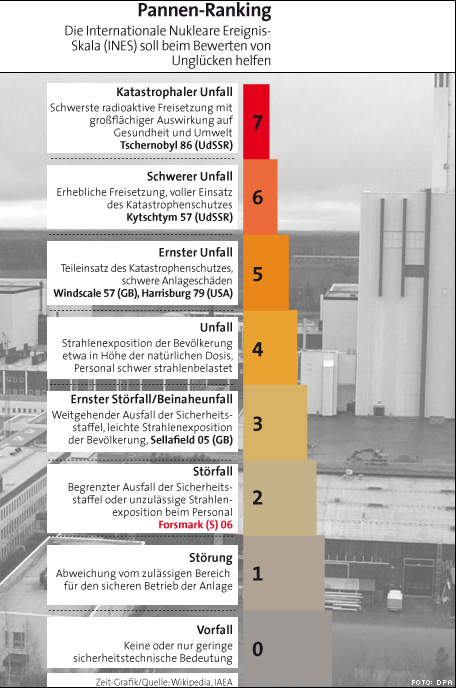 Pannen-Ranking
Die Internationale Nukleare Ereignis-
Skala (INES) soll beim Bewerten von
Unglücken helfen
Katastrophaler Unfall
Schwerste radioaktive Freisetzung mit
großflächiger Auswirkung auf
Gesundheit und Umwelt
Tschernobyl 86 (UdSSR)
7
Schwerer Unfall
Erhebliche Freisetzung, voller Einsatz
des Katastrophenschutzes
Kytschtym 57 (UdSSR)
6
Ernster Unfall
Teileinsatz des Katastrophenschutzes,
schwere Anlageschäden
Windscale 57 (GB), Harrisburg 79 (USA)
5
Unfall
Strahlenexposition der Bevölkerung
etwa in Höhe der natürlichen Dosis,
Personal schwer strahlenbelastet
4
Ernster Störfall/Beinaheunfall
Weitgehender Ausfall der Sicherheits-
staffel, leichte Strahlenexposition
der Bevölkerung, Sellafield 05 (GB)
3
Störfall
Begrenzter Ausfall der Sicherheits-
staffel oder unzulässige Strahlen-
exposition beim Personal
Forsmark (S) 06
2
Störung
Abweichung vom zulässigen Bereich
für den sicheren Betrieb der Anlage
1
Vorfall
Keine oder nur geringe
sicherheitstechnische Bedeutung
0
Zeit-Grafik/Quelle: Wikipedia, IAEA
FOTO: DPA